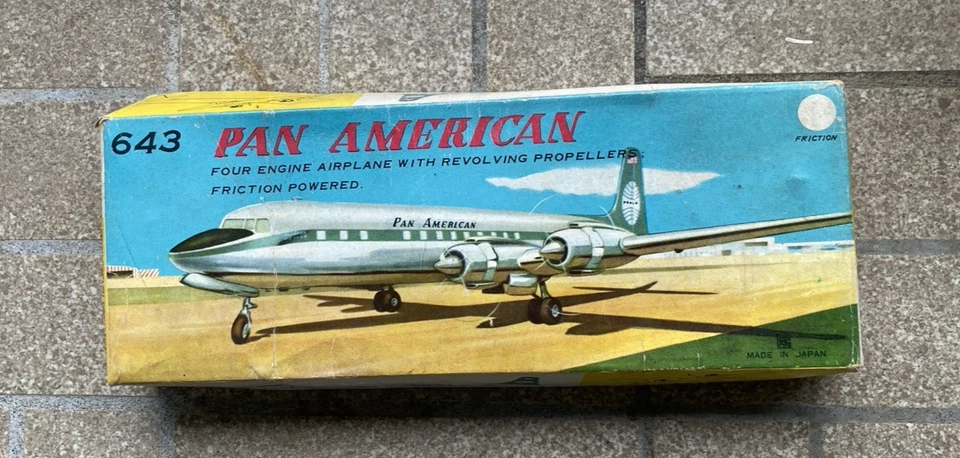 643
PAN AMERICAN
FOUR ENGINE AIRPLANE WITH REVOLVING PROPELLERS:
FRICTION POWERED.
FRICTION
PAN AMERICAN
MADE IN JAPAN